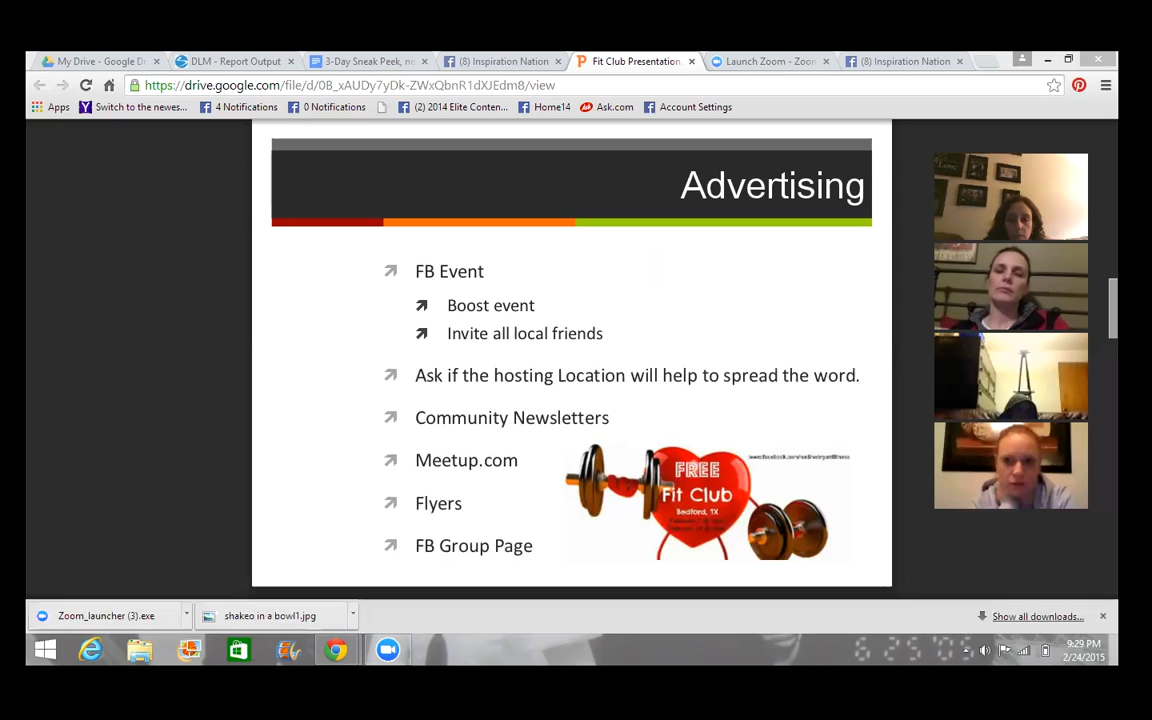 My Drive - Google Dr
DLM - Report Output
3-Day Sneak Peek, no
(8) Inspiration Nation
Fit Club Presentation.
Launch Zoom - Zoom
(8) Inspiration Nation
https://drive.google.com/file/d/0B_xAUDy7yDk-ZWxQbnR1dXJEdm8/view
Apps
Switch to the newes...
4 Notifications
0 Notifications
(2) 2014 Elite Conten...
Home14
Ask.com
Account Settings
Advertising
FB Event
Boost event
Invite all local friends
Ask if the hosting Location will help to spread the word.
Community Newsletters
Meetup.com
Flyers
FB Group Page
FREE
Fit Club
Bedford, TX
Zoom_launcher (3).exe
shakeo in a bowl1.jpg
Show all downloads...
9:29 PM
2/24/2015